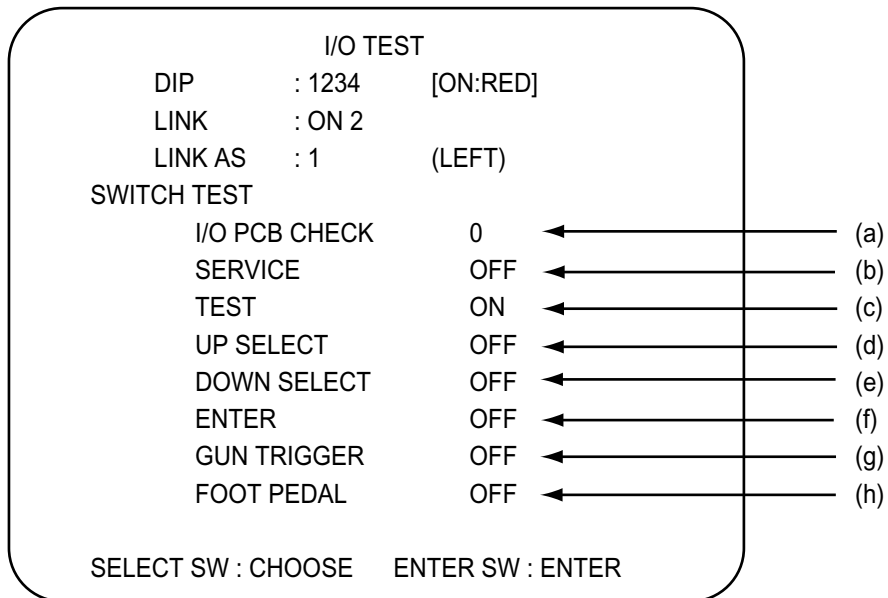 I/O TEST
DIP : 1234 [ON:RED]
LINK : ON 2
LINK AS : 1 (LEFT)
SWITCH TEST
I/O PCB CHECK 0 (a)
SERVICE OFF (b)
TEST ON (c)
UP SELECT OFF (d)
DOWN SELECT OFF (e)
ENTER OFF (f)
GUN TRIGGER OFF (g)
FOOT PEDAL OFF (h)
SELECT SW : CHOOSE ENTER SW : ENTER